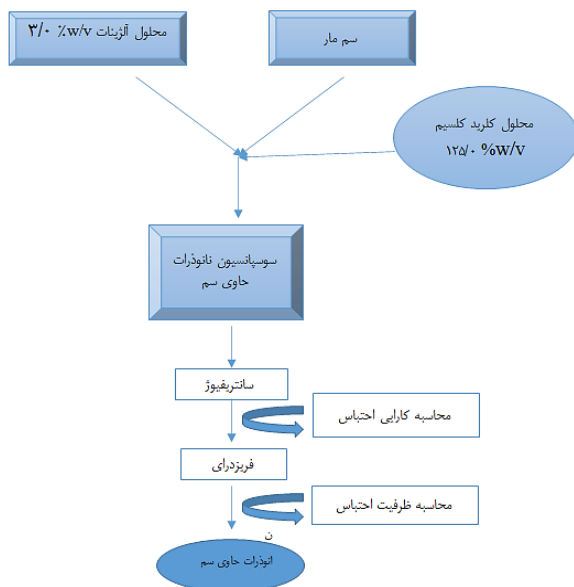 محلول آلژینات ۳/۰ ٪ w/v
سم مار
محلول کلرید کلسیم
۱۲۵/۰ %w/v
سوسپانسیون نانوذرات
حاوی سم
سانتریفیوژ
محاسبه کارایی احتباس
فریزدرای
محاسبه ظرفیت احتباس
ن
انوذرات حاوی سم